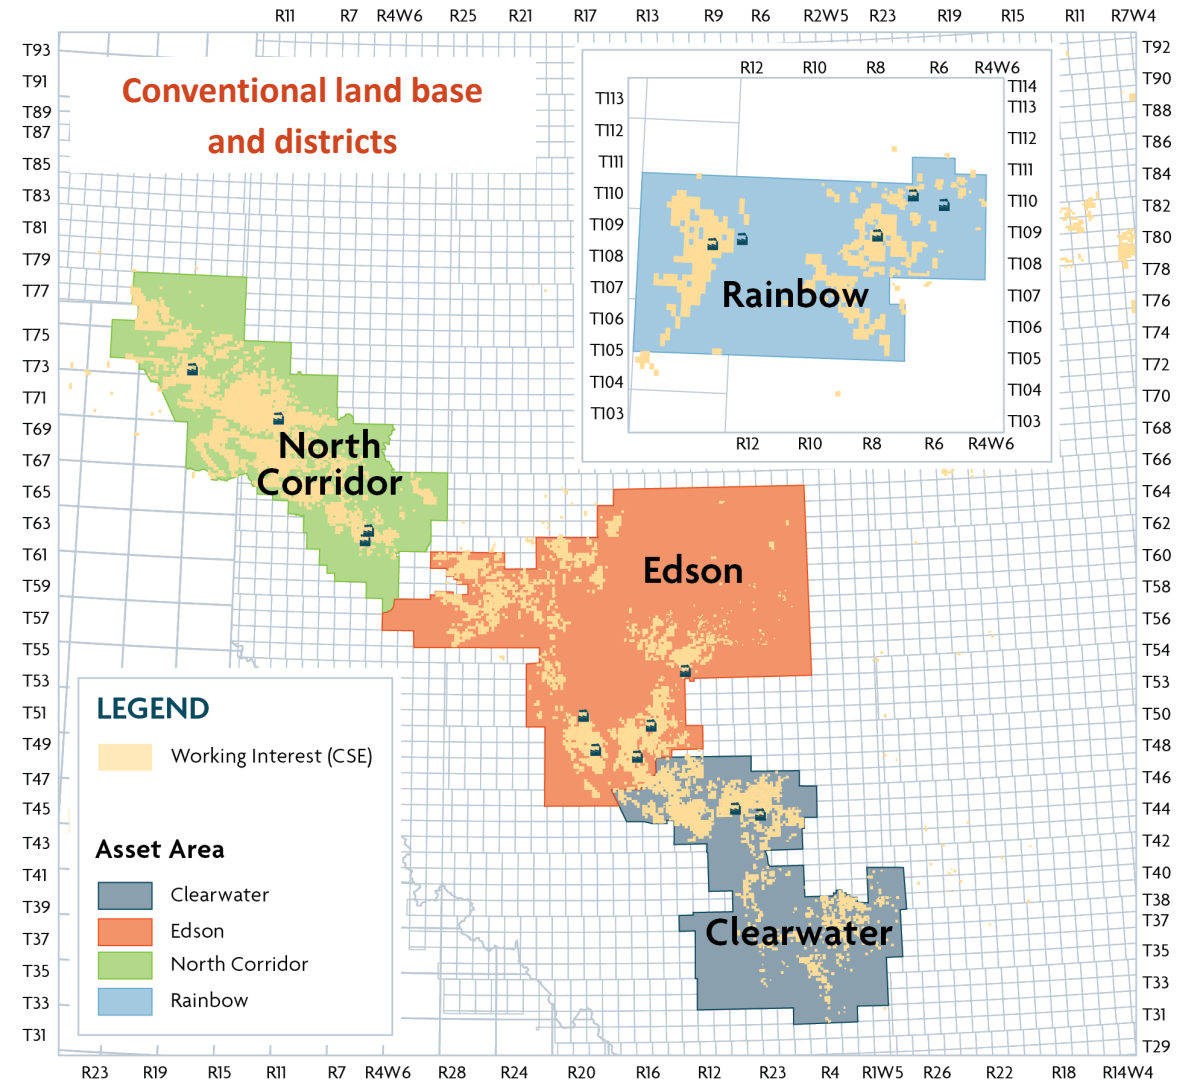 R11 R7 R4W6 R25 R21 R17 R13 R9 R6 R2W5 R23 R19 R15 R11 R7W4
Conventional land base
and districts
T93
T91
T89
T87
T85
T83
T81
T79
T77
T75
T73
T71
T69
T67
T65
T63
T61
T59
T57
T55
T53
T51
T49
T47
T45
T43
T41
T39
T37
T35
T33
T31
R12 R10 R8 R6 R4W6
T113
T112
T111
T110
T109
T108
T107
T106
T105
T104
T103
T114
T113
T112
T111
T110
T109
T108
T107
T106
T105
T104
T103
Rainbow
R12 R10 R8 R6 R4W6
T92
T90
T88
T86
T84
T82
T80
T78
T76
T74
T72
T70
T68
T66
T64
T62
T60
T58
T56
T54
T53
T50
T48
T46
T44
T42
T40
T38
T37
T35
T33
T31
T29
North
Corridor
Edson
Clearwater
LEGEND
Working Interest (CSE)
Asset Area
Clearwater
Edson
North Corridor
Rainbow
R23 R19 R15 R11 R7 R4W6 R28 R24 R20 R16 R12 R23 R4 R1W5 R26 R22 R18 R14W4